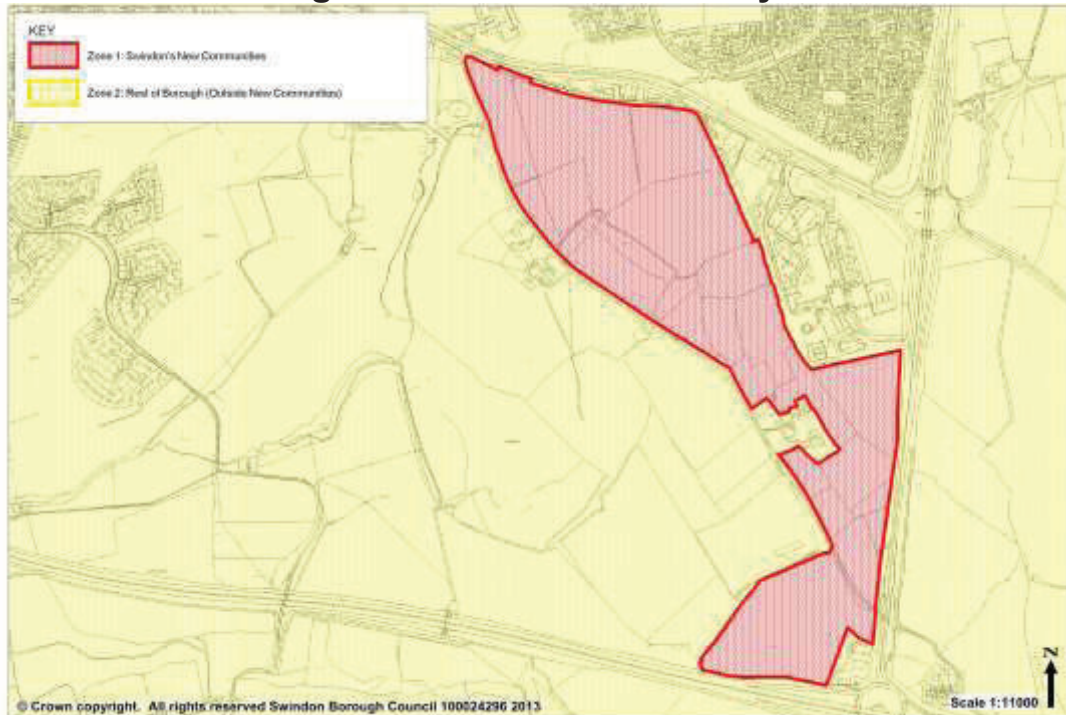 KEY
Zone 1: Swindon's New Communities
Zone 2: Rest of Borough (Outside New Communities)
N
© Crown copyright. All rights reserved Swindon Borough Council 100024296 2013
Scale 1:11000